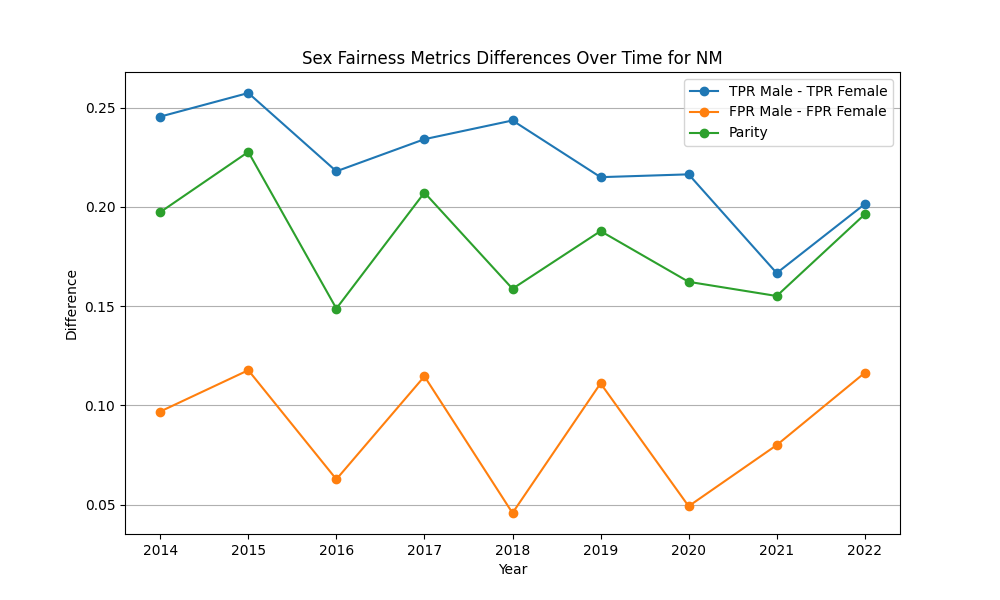 Sex Fairness Metrics Differences Over Time for NM
TPR Male - TPR Female
FPR Male - FPR Female
Parity
0.25
0.20
0.15
0.10
0.05
Difference
2014 2015 2016 2017 2018 2019 2020 2021 2022
Year